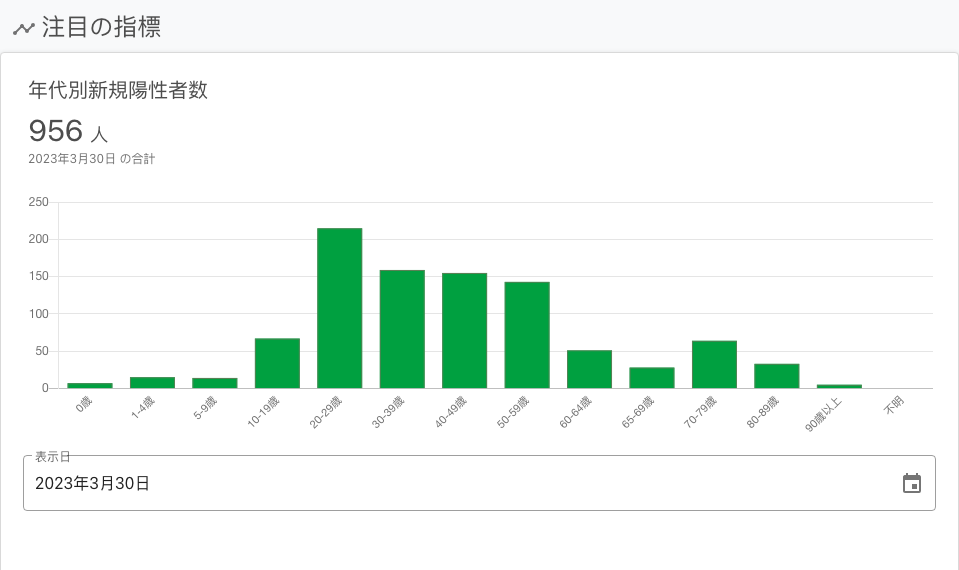 注目の指標
年代別新規陽性者数
956 人
2023年3月30日 の合計
250
200
150
100
50
0
0歳
1-4歳
5-9歳
10-19歳
20-29歳
30-39歳
40-49歳
50-59歳
60-64歳
65-69歳
70-79歳
80-89歳
90歳以上
不明
表示日
2023年3月30日